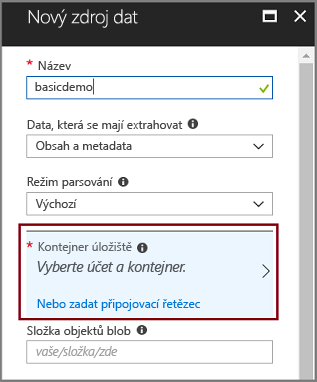 Nový zdroj dat
* Název
basicdemo
Data, která se mají extrahovat
Obsah a metadata
Režim parsování
Výchozí
* Kontejner úložiště
Vyberte účet a kontejner.
Nebo zadat připojovací řetězec
Složka objektů blob
vaše/složka/zde